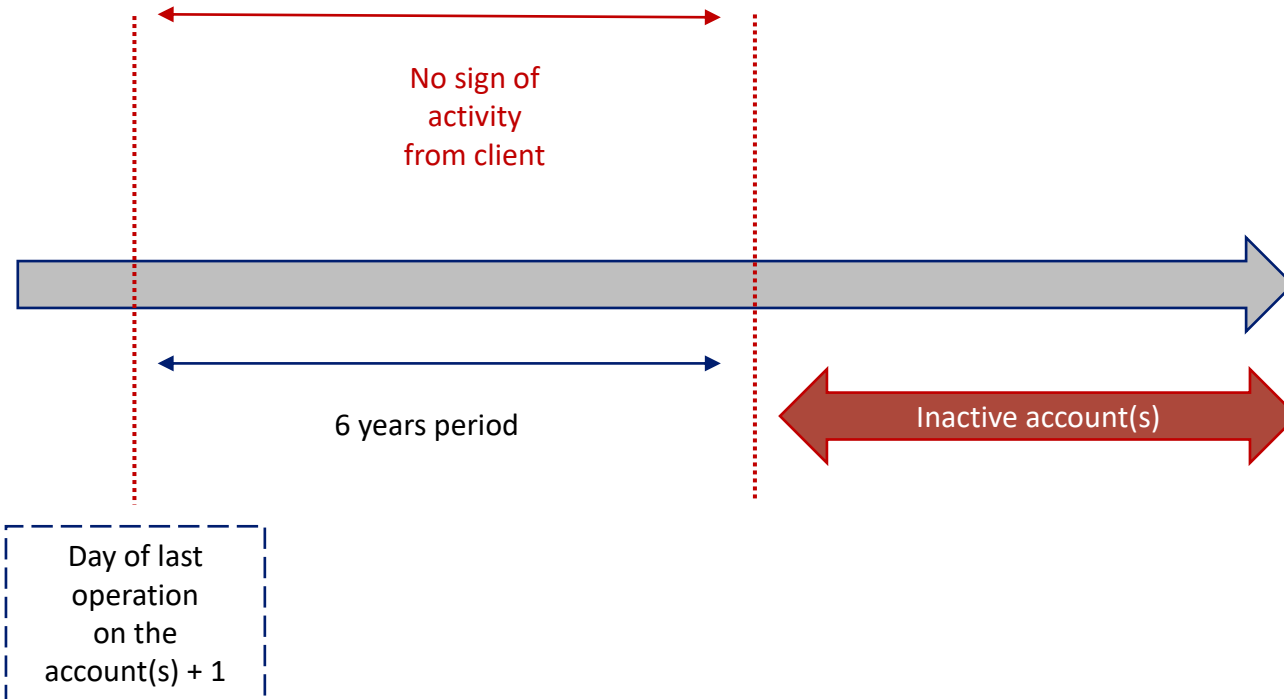 No sign of
activity
from client
6 years period
Inactive account(s)
Day of last
operation
on the
account(s) + 1